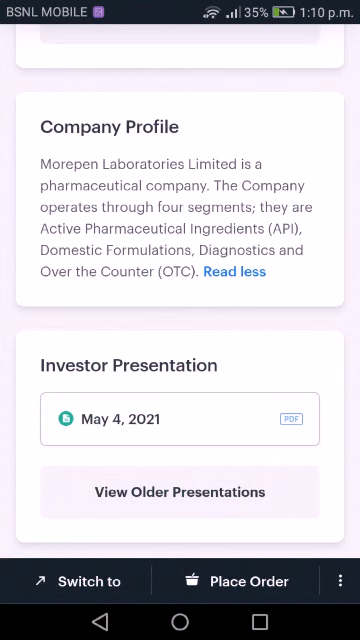 BSNL MOBILE 35% 1:10 p.m.
Company Profile
Morepen Laboratories Limited is a
pharmaceutical company. The Company
operates through four segments; they are
Active Pharmaceutical Ingredients (API),
Domestic Formulations, Diagnostics and
Over the Counter (OTC). Read less
Investor Presentation
May 4, 2021 PDF
View Older Presentations
Switch to Place Order